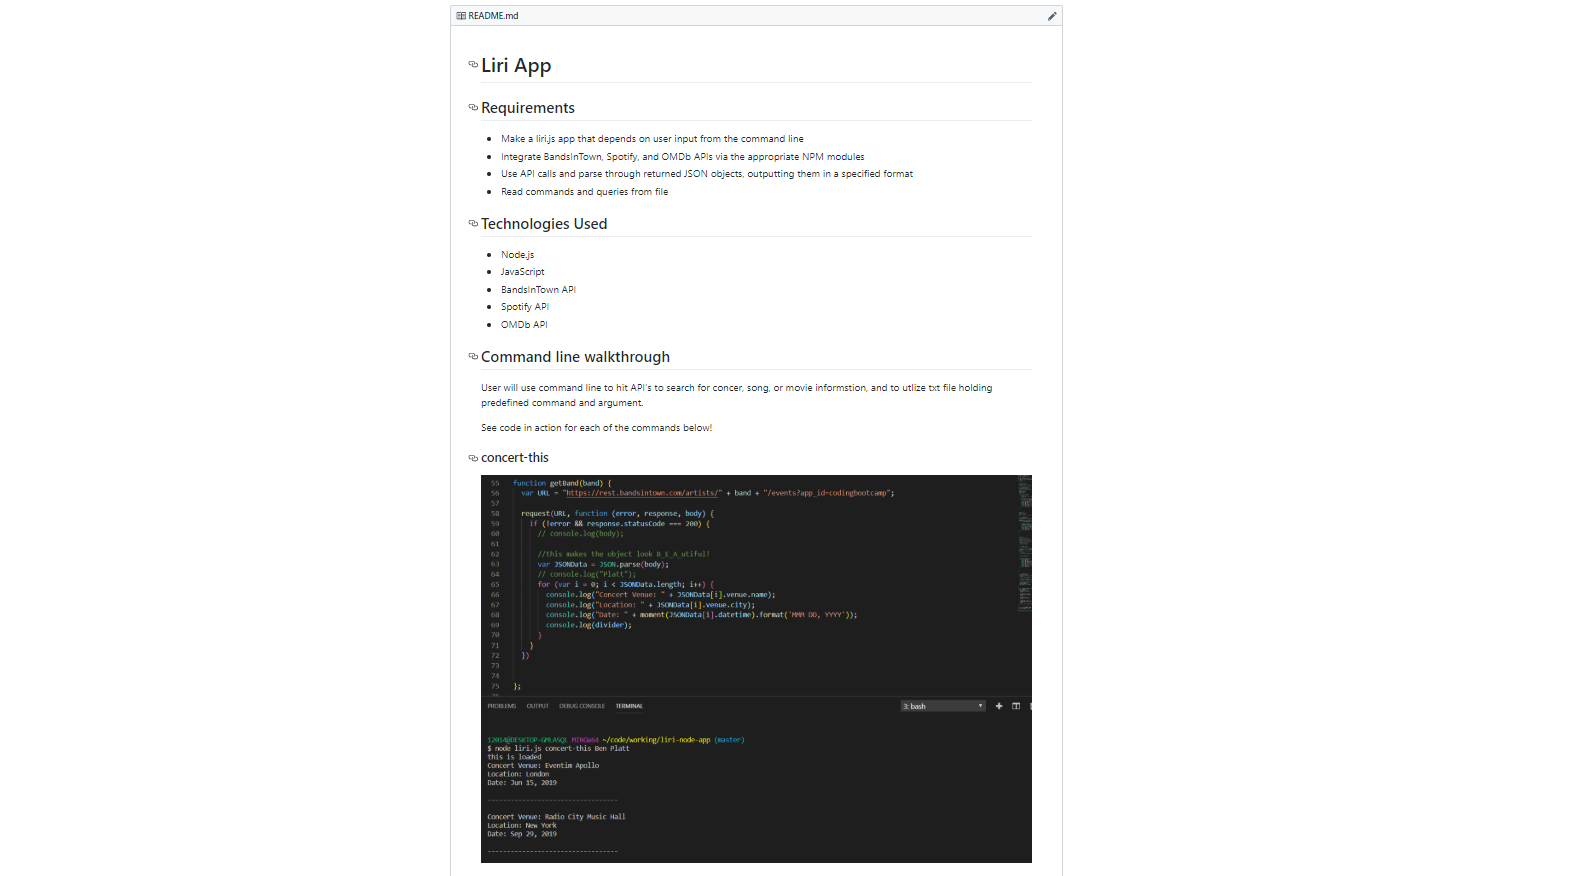 README.md
Liri App
Requirements
Make a liri.js app that depends on user input from the command line
Integrate BandsInTown, Spotify, and OMDb APIs via the appropriate NPM modules
Use API calls and parse through returned JSON objects, outputting them in a specified format
Read commands and queries from file
Technologies Used
Node.js
JavaScript
BandsInTown API
Spotify API
OMDb API
Command line walkthrough
User will use command line to hit API's to search for concer, song, or movie informstion, and to utlize txt file holding
predefined command and argument.
See code in action for each of the commands below!
concert-this
55 function getBand(band) {
56 var URL = "https://rest.bandsintown.com/artists/" + band + "/events?app_id=codingbootcamp";
57
58 request(URL, function (error, response, body) {
59 if (!error && response.statusCode === 200) {
60 // console.log(body);
61
62 //this makes the object look B_E_A_utiful!
63 var JSONData = JSON.parse(body);
64 // console.log("Platt");
65 for (var i = 0; i < JSONData.length; i++) {
66 console.log("Concert Venue: " + JSONData[i].venue.name);
67 console.log("Location: " + JSONData[i].venue.city);
68 console.log("Date: " + moment(JSONData[i].datetime).format('MMM DD, YYYY'));
69 console.log(divider);
70 }
71 }
72 })
73
74
75 };
PROBLEMS OUTPUT DEBUG CONSOLE TERMINAL 3: bash
MINGW64 ~/code/working/liri-node-app (master)
$ node liri.js concert-this Ben Platt
this is loaded
Concert Venue: Eventim Apollo
Location: London
Date: Jun 15, 2019
---------------------------------
Concert Venue: Radio City Music Hall
Location: New York
Date: Sep 29, 2019
---------------------------------